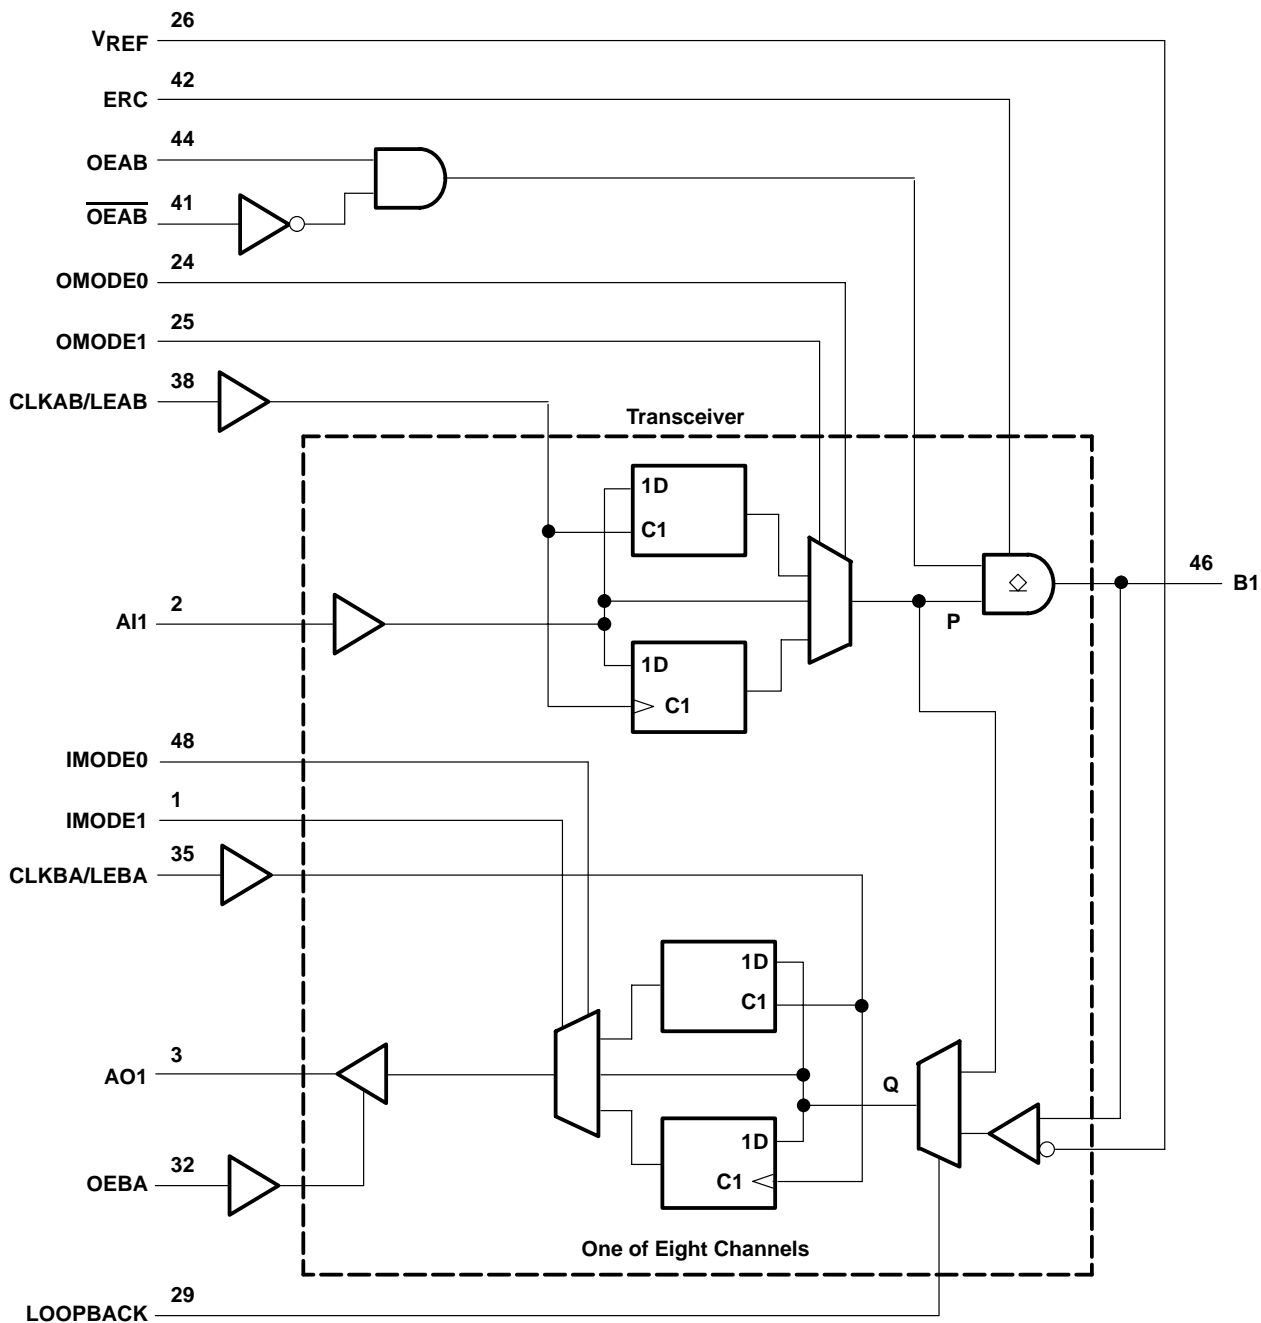 26
VREF
42
ERC
44
OEAB
41
OEAB
24
OMODE0
25
OMODE1
38
CLKAB/LEAB
Transceiver
1D
C1
46
B1
2
AI1
P
1D
C1
48
IMODE0
1
IMODE1
35
CLKBA/LEBA
1D
C1
3
AO1
Q
1D
C1
32
OEBA
One of Eight Channels
29
LOOPBACK